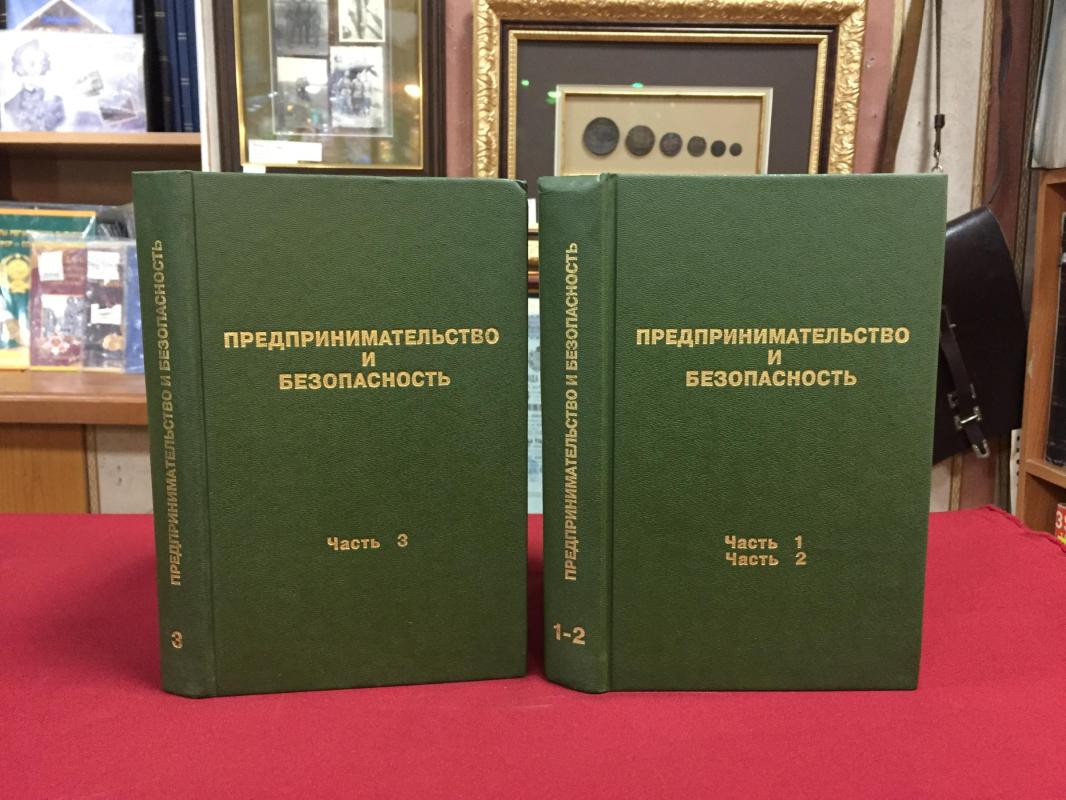 ПРЕДПРИНИМАТЕЛЬСТВО И БЕЗОПАСНОСТЬ
3
ПРЕДПРИНИМАТЕЛЬСТВО
И
БЕЗОПАСНОСТЬ
Часть 3
ПРЕДПРИНИМАТЕЛЬСТВО И БЕЗОПАСНОСТЬ
1-2
ПРЕДПРИНИМАТЕЛЬСТВО
И
БЕЗОПАСНОСТЬ
Часть 1
Часть 2